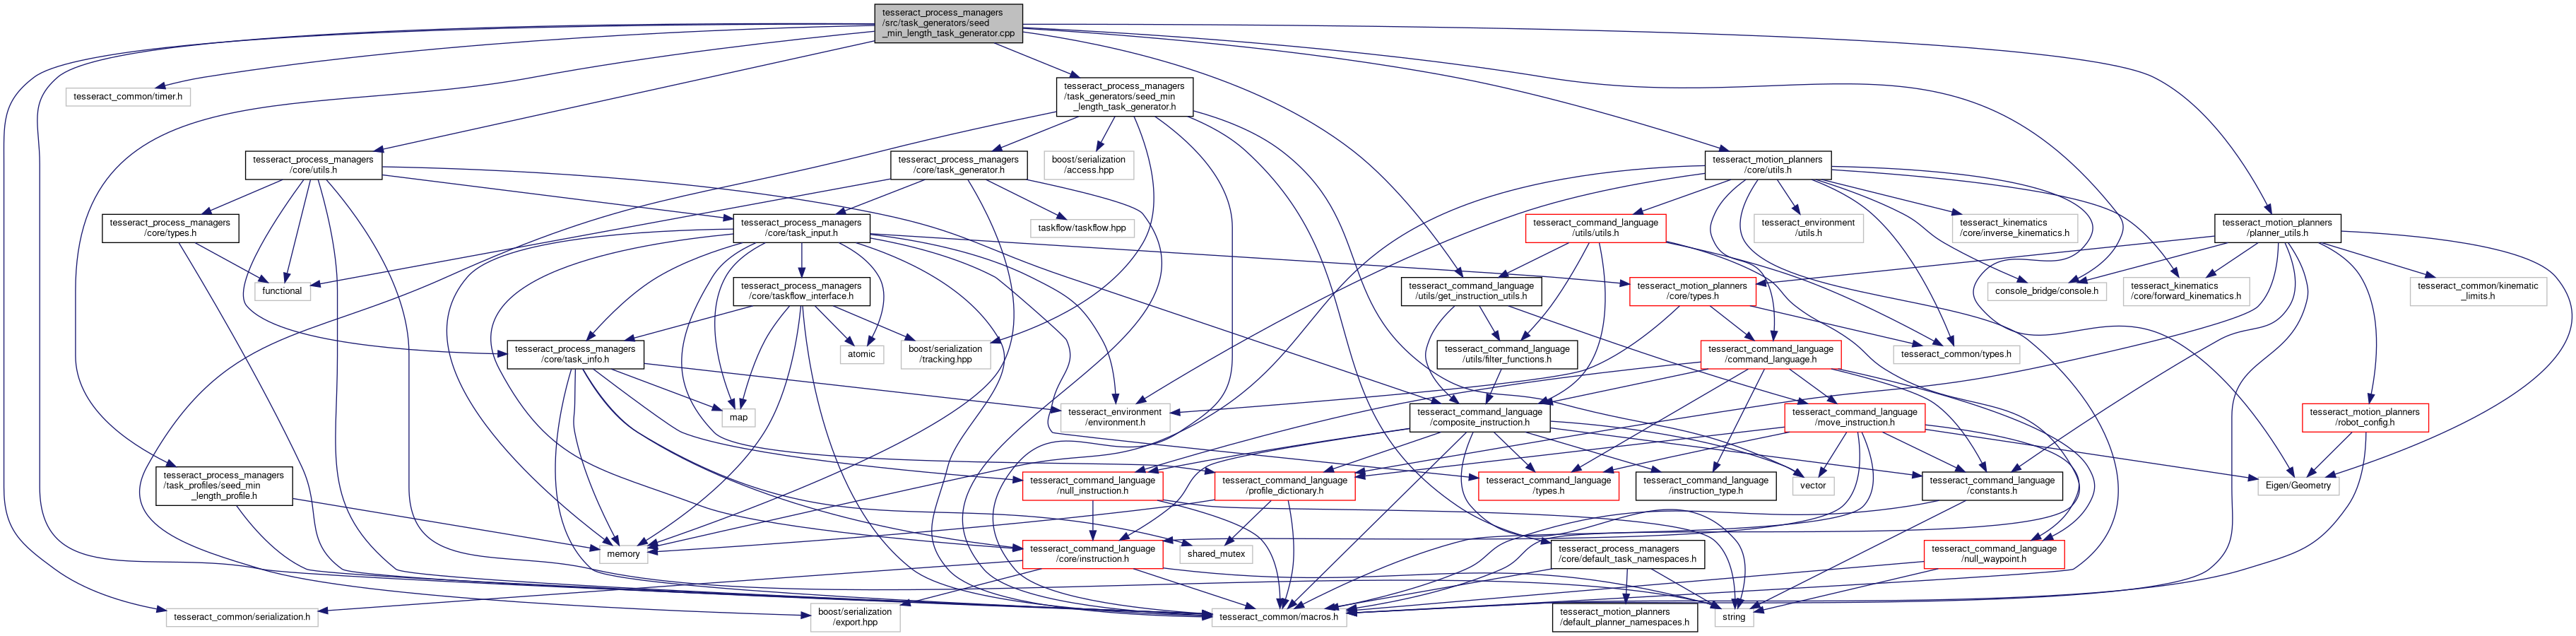 tesseract_process_managers
/src/task_generators/seed
_min_length_task_generator.cpp
tesseract_common/timer.h
tesseract_process_managers
/task_generators/seed_min
_length_task_generator.h
tesseract_process_managers
/core/utils.h
tesseract_process_managers
/core/task_generator.h
boost/serialization
/access.hpp
tesseract_motion_planners
/core/utils.h
tesseract_process_managers
/core/types.h
tesseract_process_managers
/core/task_input.h
taskflow/taskflow.hpp
tesseract_command_language
/utils/utils.h
tesseract_environment
/utils.h
tesseract_kinematics
/core/inverse_kinematics.h
tesseract_motion_planners
/planner_utils.h
functional
tesseract_process_managers
/core/taskflow_interface.h
tesseract_motion_planners
/core/types.h
tesseract_command_language
/utils/get_instruction_utils.h
console_bridge/console.h
tesseract_kinematics
/core/forward_kinematics.h
tesseract_common/kinematic
_limits.h
tesseract_process_managers
/core/task_info.h
atomic
boost/serialization
/tracking.hpp
tesseract_command_language
/utils/filter_functions.h
tesseract_command_language
/command_language.h
tesseract_common/types.h
map
tesseract_environment
/environment.h
tesseract_command_language
/composite_instruction.h
tesseract_command_language
/move_instruction.h
tesseract_motion_planners
/robot_config.h
tesseract_process_managers
/task_profiles/seed_min
_length_profile.h
tesseract_command_language
/null_instruction.h
tesseract_command_language
/profile_dictionary.h
tesseract_command_language
/types.h
tesseract_command_language
/instruction_type.h
vector
tesseract_command_language
/constants.h
Eigen/Geometry
memory
tesseract_command_language
/core/instruction.h
shared_mutex
tesseract_process_managers
/core/default_task_namespaces.h
tesseract_command_language
/null_waypoint.h
tesseract_common/serialization.h
boost/serialization
/export.hpp
tesseract_common/macros.h
tesseract_motion_planners
/default_planner_namespaces.h
string